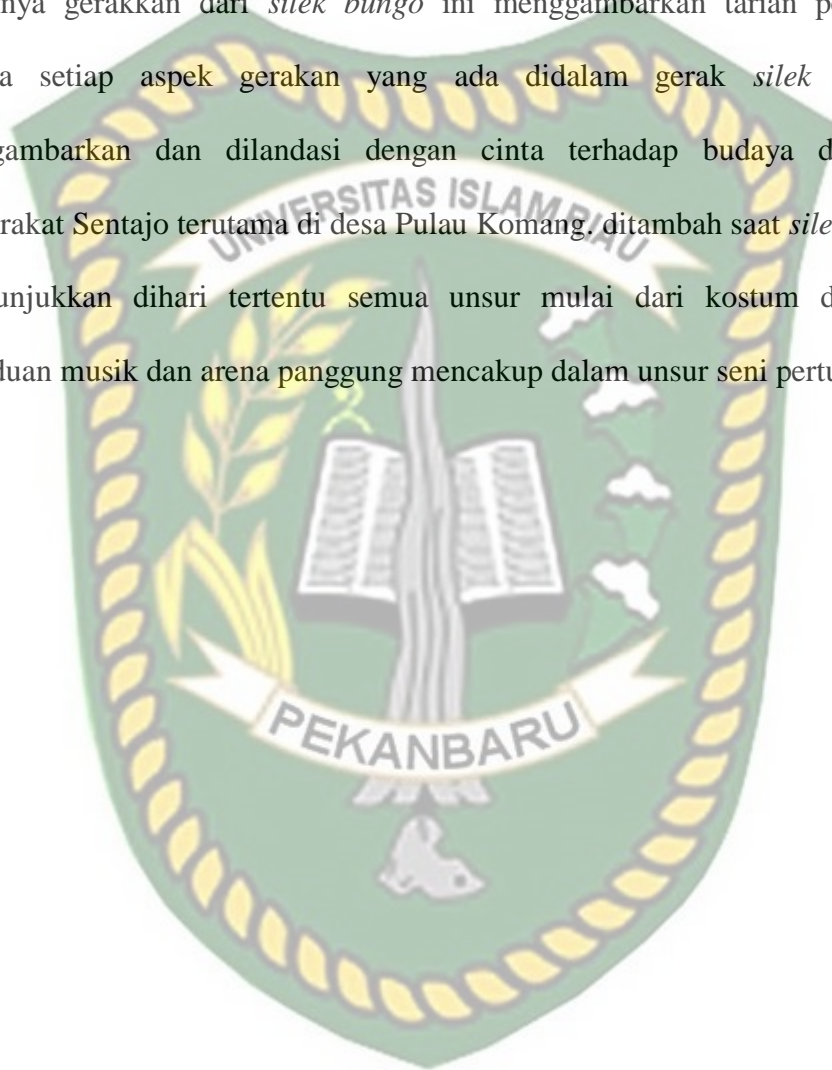 nya gerakkan dari silek bungo ini menggambarkan tarian
a setiap aspek gerakan yang ada didalam gerak silek
gambarkan dan dilandasi dengan cinta terhadap budaya d
rakat Sentajo terutama di desa Pulau Komang. ditambah saat sile
unjukkan dihari tertentu semua unsur mulai dari kostum d
duan musik dan arena panggung mencakup dalam unsur seni pertu
UNIVERSITAS ISLAM RIAU
PEKANBARU